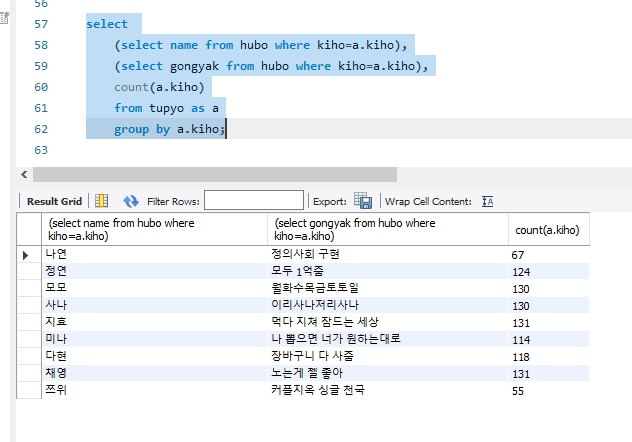 56
57 select
58 (select name from hubo where kiho=a.kiho),
59 (select gongyak from hubo where kiho=a.kiho),
60 count(a.kiho)
61 from tupyo as a
62 group by a.kiho;
63
Result Grid Filter Rows: Export: Wrap Cell Content: IA
(select name from hubo where kiho=a.kiho) (select gongyak from hubo where kiho=a.kiho) count(a.kiho)
나연 정의사회 구현 67
정연 모두 1억줌 124
모모 월화수목금토토일 130
사나 이리사나저리사나 130
지효 먹다 지쳐 잠드는 세상 131
미나 나 뽑으면 너가 원하는대로 114
다현 장바구니 다 사줌 118
채영 노는게 젤 좋아 131
쯔위 커플지옥 싱글 천국 55